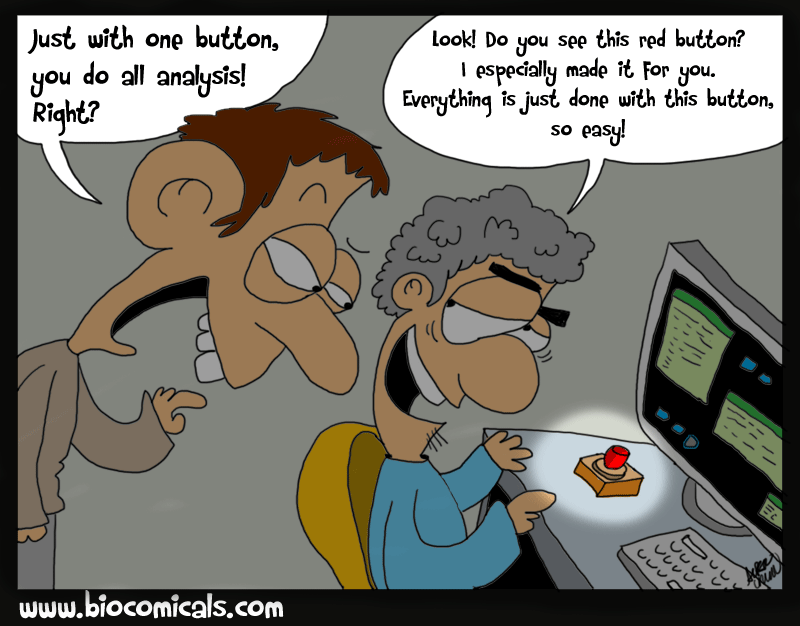 Just with one button,
you do all analysis!
Right?
Look! Do you see this red button?
I especially made it for you.
Everything is just done with this button,
so easy!
www.biocomicals.com